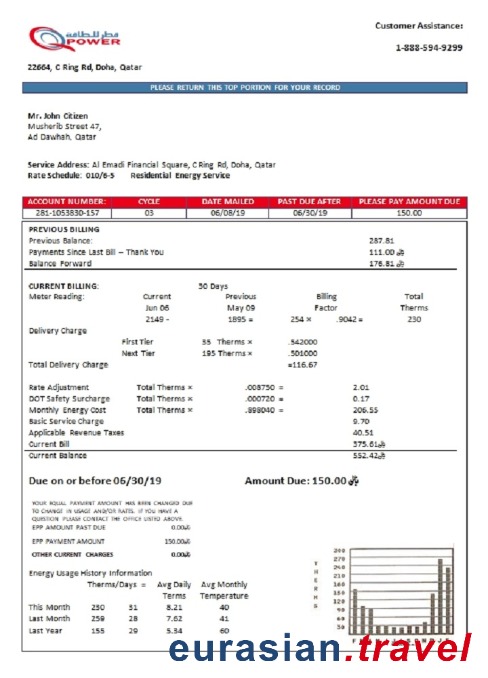 قطر للطاقة
QPOWER
Customer Assistance:
1-888-594-9299
22664, C Ring Rd, Doha, Qatar
PLEASE RETURN THIS TOP PORTION FOR YOUR RECORD
Mr. John Citizen
Musherib Street 47,
Ad Dawhah, Qatar
Service Address: Al Emadi Financial Square, C Ring Rd, Doha, Qatar
Rate Schedule: 010/6-5 Residential Energy Service
ACCOUNT NUMBER: CYCLE DATE MAILED PAST DUE AFTER PLEASE PAY AMOUNT DUE
281-1053830-157 03 06/08/19 06/30/19 150.00
PREVIOUS BILLING
Previous Balance: 287.81
Payments Since Last Bill – Thank You 111.00
Balance Forward 176.81
CURRENT BILLING: 30 Days
Meter Reading: Current Previous Billing Total
Jun 06 May 09 Factor Therms
2149 - 1895 = 254 × .9042 = 230
Delivery Charge
First Tier 35 Therms × .542000
Next Tier 195 Therms × .501000
Total Delivery Charge =116.67
Rate Adjustment Total Therms × .008750 = 2.01
DOT Safety Surcharge Total Therms × .000720 = 0.17
Monthly Energy Cost Total Therms × .898040 = 206.55
Basic Service Charge 9.70
Applicable Revenue Taxes 40.51
Current Bill 375.61
Current Balance 552.42
Due on or before 06/30/19 Amount Due: 150.00
YOUR EQUAL PAYMENT AMOUNT HAS BEEN CHANGED DUE
TO CHANGE IN USAGE AND/OR RATES. IF YOU HAVE A
QUESTION PLEASE CONTACT THE OFFICE LISTED ABOVE.
EPP AMOUNT PAST DUE 0.00
EPP PAYMENT AMOUNT 150.00
OTHER CURRENT CHARGES 0.00
Energy Usage History Information
Therms/Days = Avg Daily Avg Monthly
Terms Temperature
This Month 250 31 8.21 40
Last Month 259 28 7.62 41
Last Year 155 29 5.34 60
THERMS
300
270
240
210
180
150
120
90
60
30
eurasian.travel